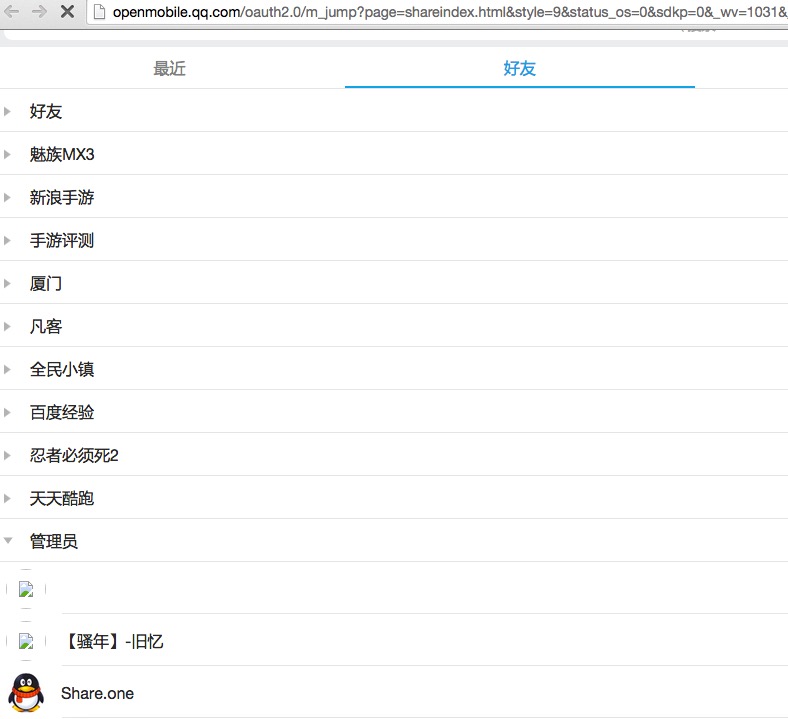 openmobile.qq.com/oauth2.0/m_jump?page=shareindex.html&style=9&status_os=0&sdkp=0&_wv=1031&
最近 好友
好友
魅族MX3
新浪手游
手游评测
厦门
凡客
全民小镇
百度经验
忍者必须死2
天天酷跑
管理员
【骚年】-旧忆
Share.one